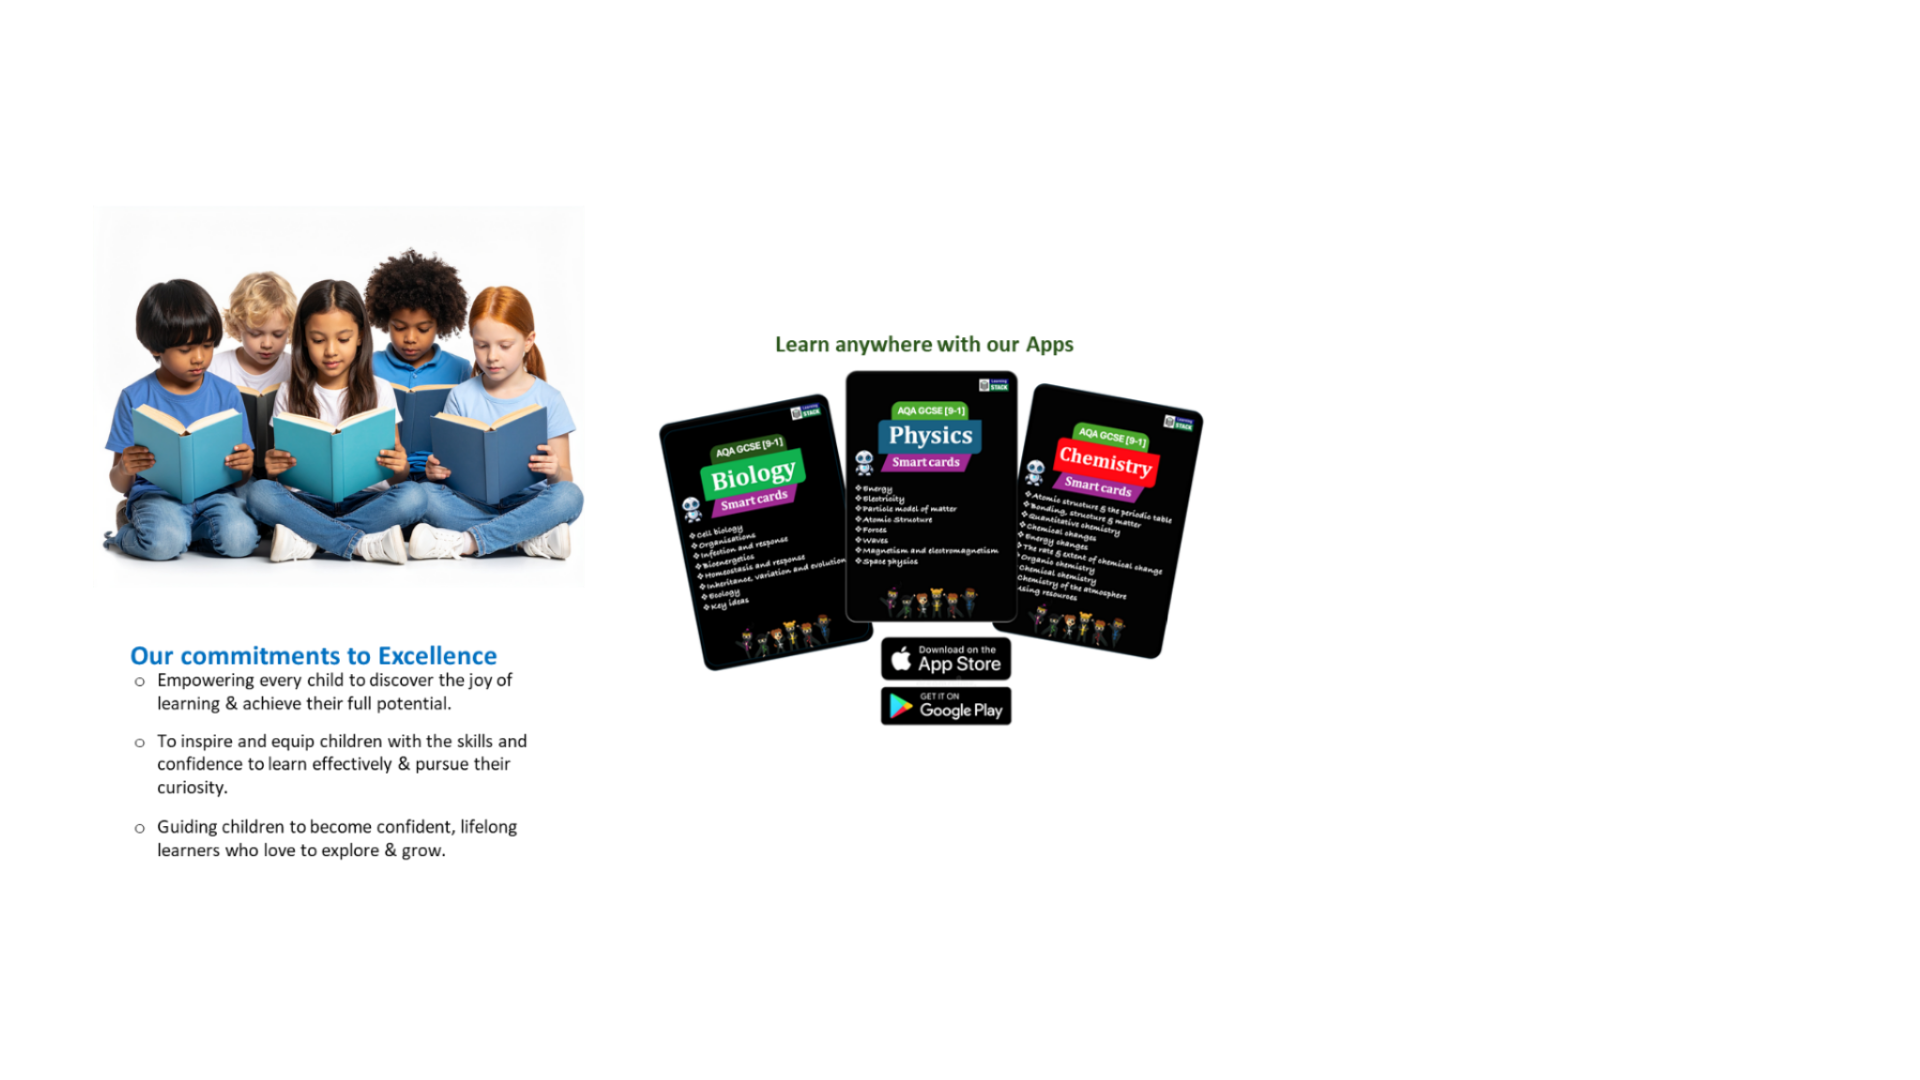 Our commitments to Excellence
Empowering every child to discover the joy of
learning & achieve their full potential.
To inspire and equip children with the skills and
confidence to learn effectively & pursue their
curiosity.
Guiding children to become confident, lifelong
learners who love to explore & grow.
Learn anywhere with our Apps
Learning
STACK
AQA GCSE [9-1]
Biology
Smart cards
Cell biology
Organisations
Infection and response
Bioenergetics
Homeostasis and response
Inheritance, variation and evolution
Ecology
Key ideas
Learning
STACK
AQA GCSE [9-1]
Physics
Smart cards
Energy
Electricity
Particle model of matter
Atomic Structure
Forces
Waves
Magnetism and electromagnetism
Space physics
Learning
STACK
AQA GCSE [9-1]
Chemistry
Smart cards
Atomic structure & the periodic table
Bonding, structure & matter
Quantitative chemistry
Chemical changes
Energy changes
The rate & extent of chemical change
Organic chemistry
Chemical chemistry
Chemistry of the atmosphere
using resources
Download on the
App Store
GET IT ON
Google Play